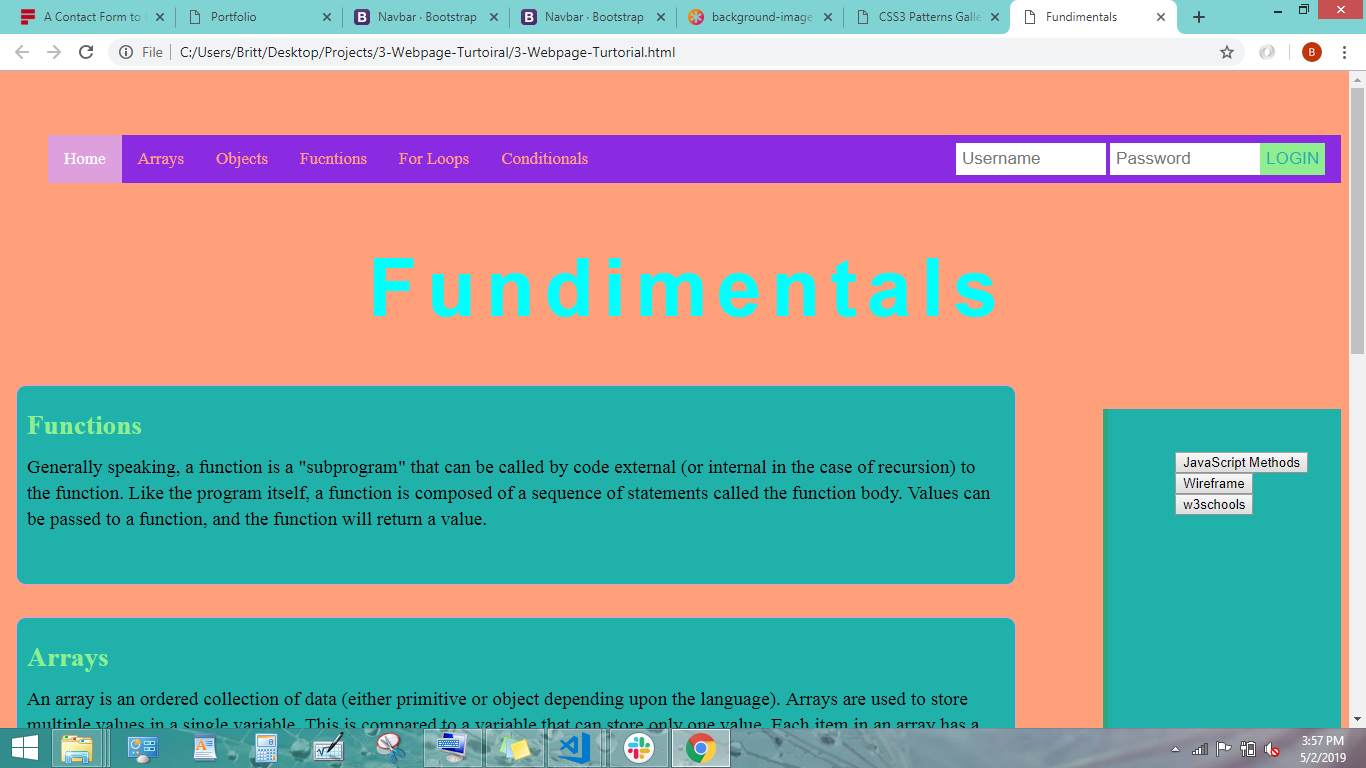 A Contact Form to
Portfolio
Navbar · Bootstrap
Navbar · Bootstrap
background-image
CSS3 Patterns Galle
Fundimentals
File
C:/Users/Britt/Desktop/Projects/3-Webpage-Turtoiral/3-Webpage-Turtorial.html
B
Home
Arrays
Objects
Fucntions
For Loops
Conditionals
Username
Password
LOGIN
Fundimentals
Functions
Generally speaking, a function is a "subprogram" that can be called by code external (or internal in the case of recursion) to
the function. Like the program itself, a function is composed of a sequence of statements called the function body. Values can
be passed to a function, and the function will return a value.
JavaScript Methods
Wireframe
w3schools
Arrays
An array is an ordered collection of data (either primitive or object depending upon the language). Arrays are used to store
multiple values in a single variable. This is compared to a variable that can store only one value. Each item in an array has a
3:57 PM
5/2/2019